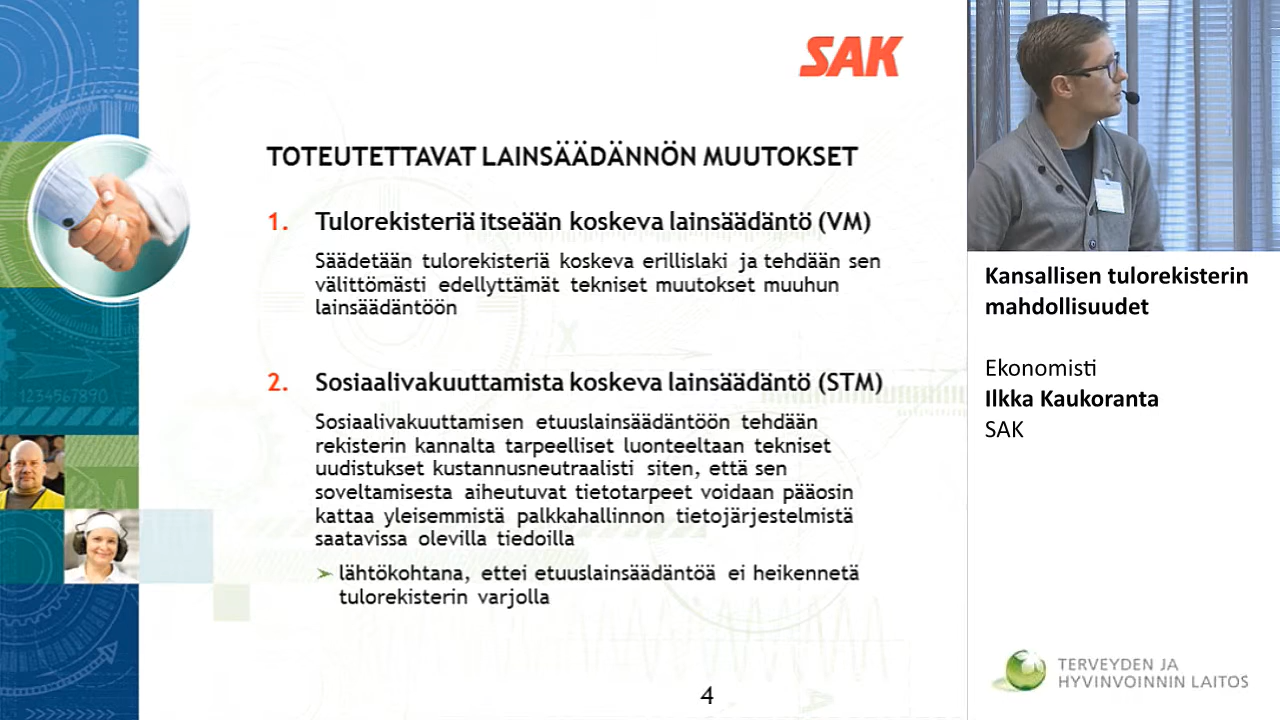 SAK
TOTEUTETTAVAT LAINSÄÄDÄNNÖN MUUTOKSET
1. Tulorekisteriä itseään koskeva lainsäädäntö (VM)
Säädetään tulorekisteriä koskeva erillislaki ja tehdään sen
välittömästi edellyttämät tekniset muutokset muuhun
lainsäädäntöön
2. Sosiaalivakuuttamista koskeva lainsäädäntö (STM)
Sosiaalivakuuttamisen etuuslainsäädäntöön tehdään
rekisterin kannalta tarpeelliset luonteeltaan tekniset
uudistukset kustannusneutraalisti siten, että sen
soveltamisesta aiheutuvat tietotarpeet voidaan pääosin
kattaa yleisemmistä palkkahallinnon tietojärjestelmistä
saatavissa olevilla tiedoilla
➢ lähtökohtana, ettei etuuslainsäädäntöä ei heikennetä
tulorekisterin varjolla
4
1234567890
Kansallisen tulorekisterin
mahdollisuudet
Ekonomisti
Ilkka Kaukoranta
SAK
TERVEYDEN JA
HYVINVOINNIN LAITOS